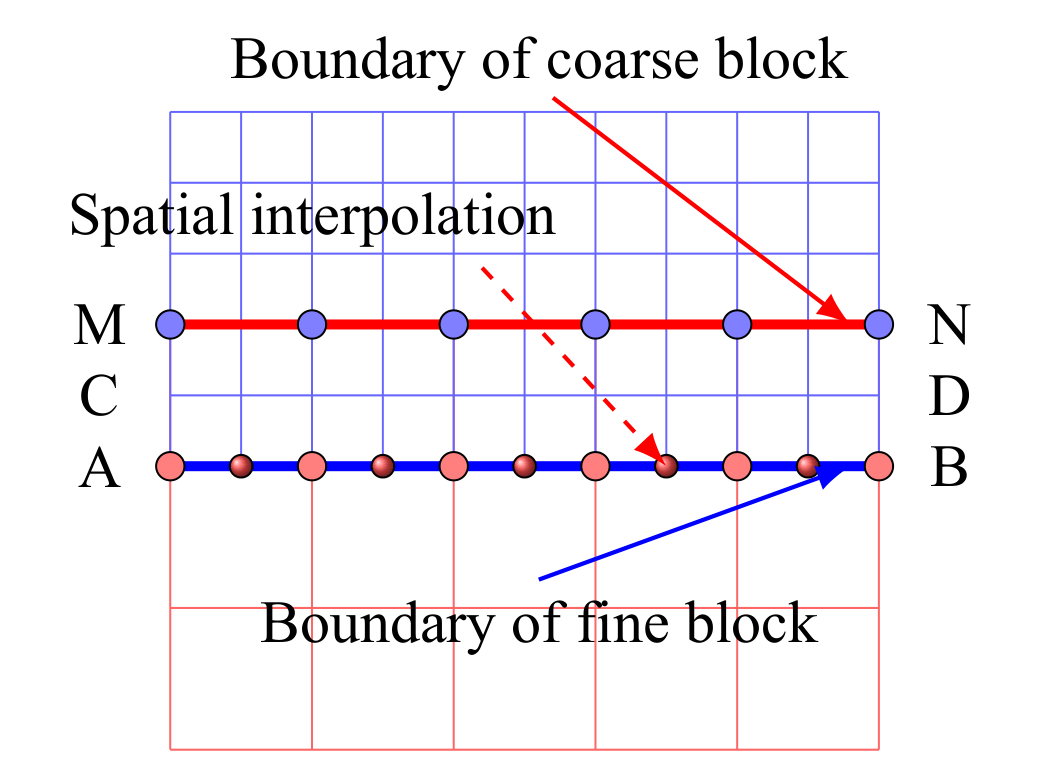 Boundary of coarse block
Spatial interpolation
M N
C D
A B
Boundary of fine block